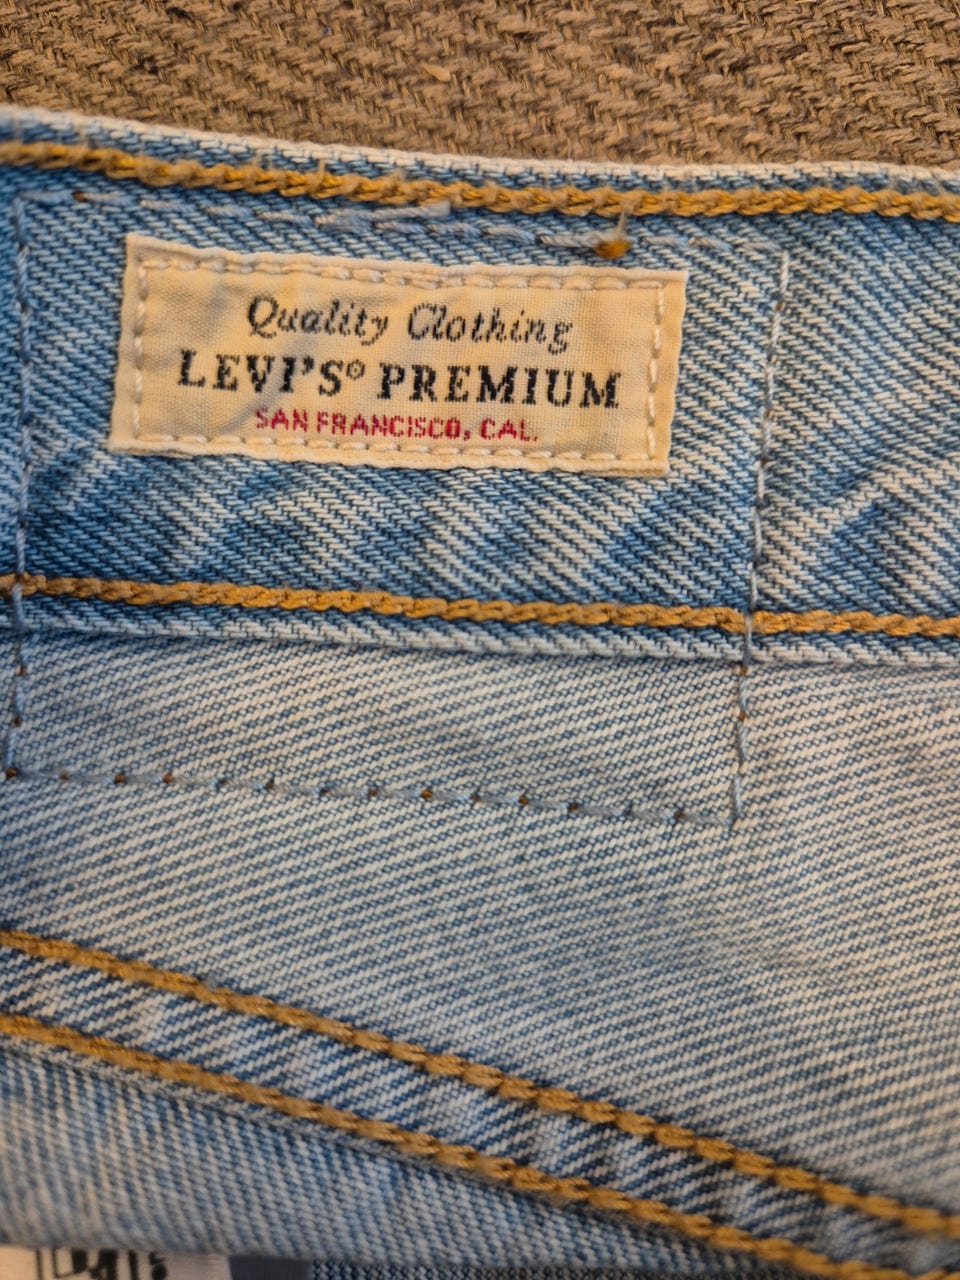 Quality Clothing
LEVI'S® PREMIUM
SAN FRANCISCO, CAL.